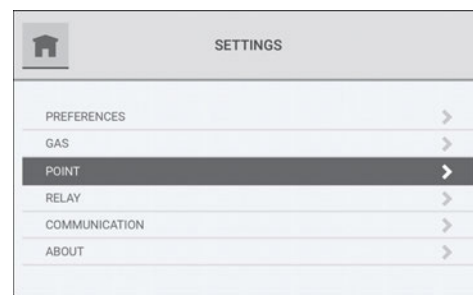 SETTINGS
PREFERENCES
GAS
POINT
RELAY
COMMUNICATION
ABOUT